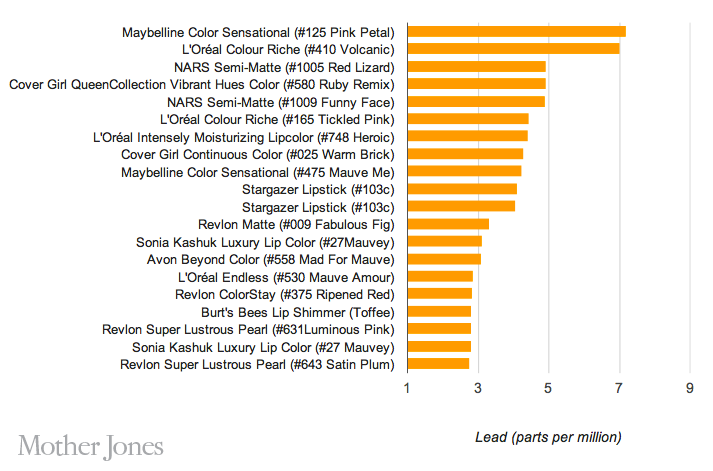 Maybelline Color Sensational (#125 Pink Petal)
L'Oréal Colour Riche (#410 Volcanic)
NARS Semi-Matte (#1005 Red Lizard)
Cover Girl QueenCollection Vibrant Hues Color (#580 Ruby Remix)
NARS Semi-Matte (#1009 Funny Face)
L'Oréal Colour Riche (#165 Tickled Pink)
L'Oréal Intensely Moisturizing Lipcolor (#748 Heroic)
Cover Girl Continuous Color (#025 Warm Brick)
Maybelline Color Sensational (#475 Mauve Me)
Stargazer Lipstick (#103c)
Stargazer Lipstick (#103c)
Revlon Matte (#009 Fabulous Fig)
Sonia Kashuk Luxury Lip Color (#27Mauvey)
Avon Beyond Color (#558 Mad For Mauve)
L'Oréal Endless (#530 Mauve Amour)
Revlon ColorStay (#375 Ripened Red)
Burt's Bees Lip Shimmer (Toffee)
Revlon Super Lustrous Pearl (#631Luminous Pink)
Sonia Kashuk Luxury Lip Color (#27 Mauvey)
Revlon Super Lustrous Pearl (#643 Satin Plum)
1 3 5 7 9
Lead (parts per million)
Mother Jones